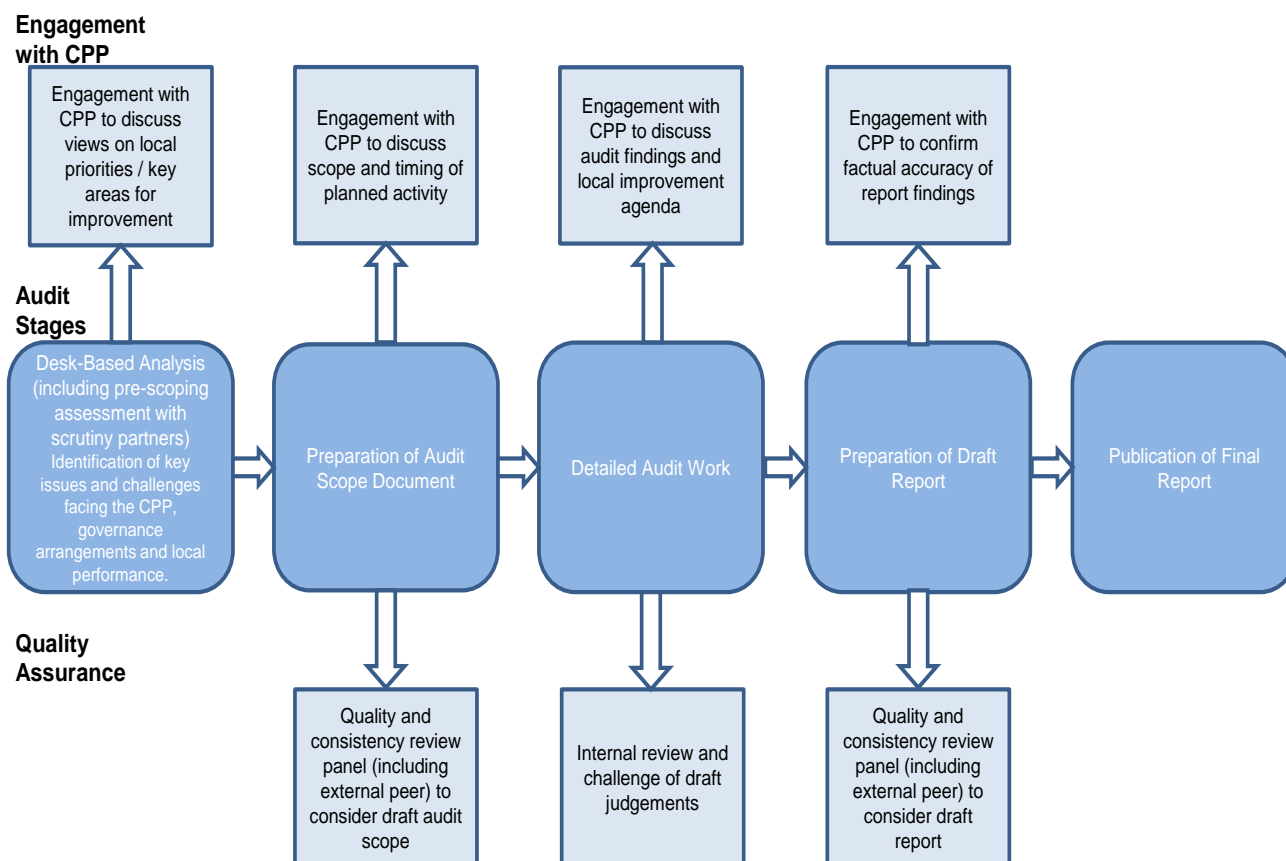 Engagement
with CPP
Engagement with
CPP to discuss
views on local
priorities / key
areas for
improvement
Engagement with
CPP to discuss
scope and timing of
planned activity
Engagement with
CPP to discuss
audit findings and
local improvement
agenda
Engagement with
CPP to confirm
factual accuracy of
report findings
Audit
Stages
Desk-Based Analysis
(including pre-scoping
assessment with
scrutiny partners)
Identification of key
issues and challenges
facing the CPP,
governance
arrangements and local
performance.
Preparation of Audit
Scope Document
Detailed Audit Work
Preparation of Draft
Report
Publication of Final
Report
Quality
Assurance
Quality and
consistency review
panel (including
external peer) to
consider draft audit
scope
Internal review and
challenge of draft
judgements
Quality and
consistency review
panel (including
external peer) to
consider draft
report